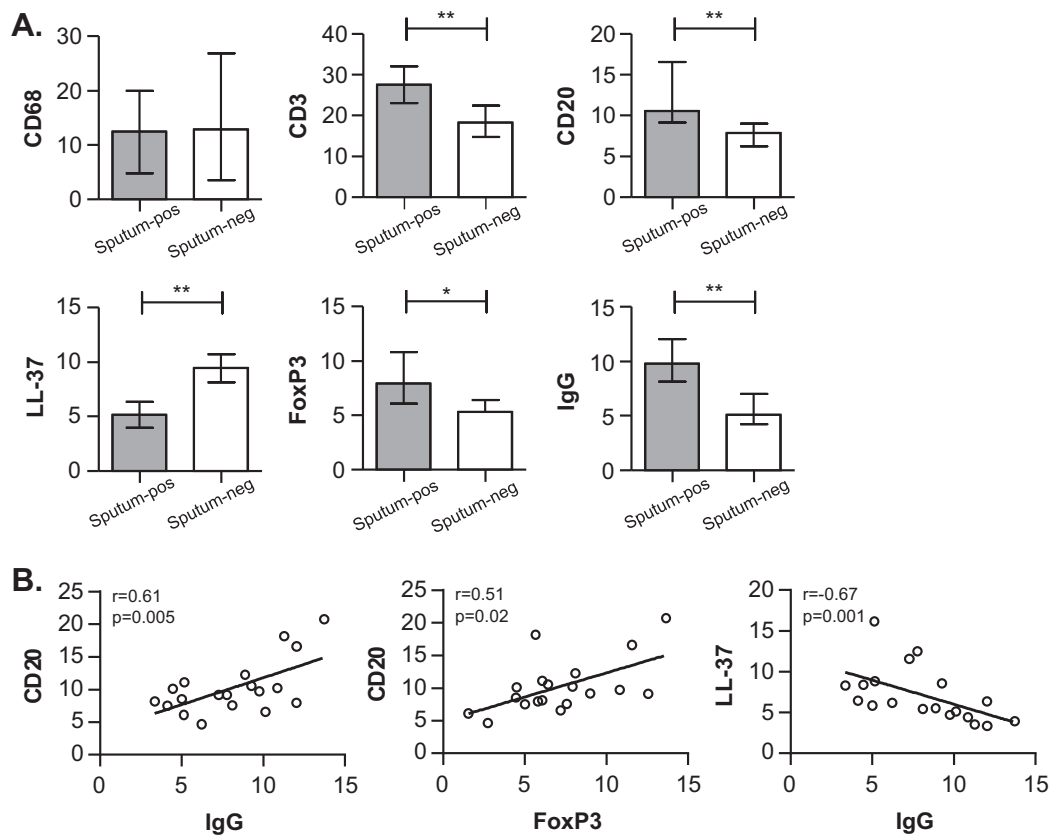 A.
30
20
10
0
CD68
Sputum-pos
Sputum-neg
**
40
30
20
10
0
CD3
Sputum-pos
Sputum-neg
**
20
15
10
5
0
CD20
Sputum-pos
Sputum-neg
**
15
10
5
0
LL-37
Sputum-pos
Sputum-neg
*
15
10
5
0
FoxP3
Sputum-pos
Sputum-neg
**
15
10
5
0
IgG
Sputum-pos
Sputum-neg
B.
25
20
15
10
5
0
CD20
r=0.61
p=0.005
0 5 10 15
IgG
25
20
15
10
5
0
CD20
r=0.51
p=0.02
0 5 10 15
FoxP3
20
15
10
5
0
LL-37
r=-0.67
p=0.001
0 5 10 15
IgG